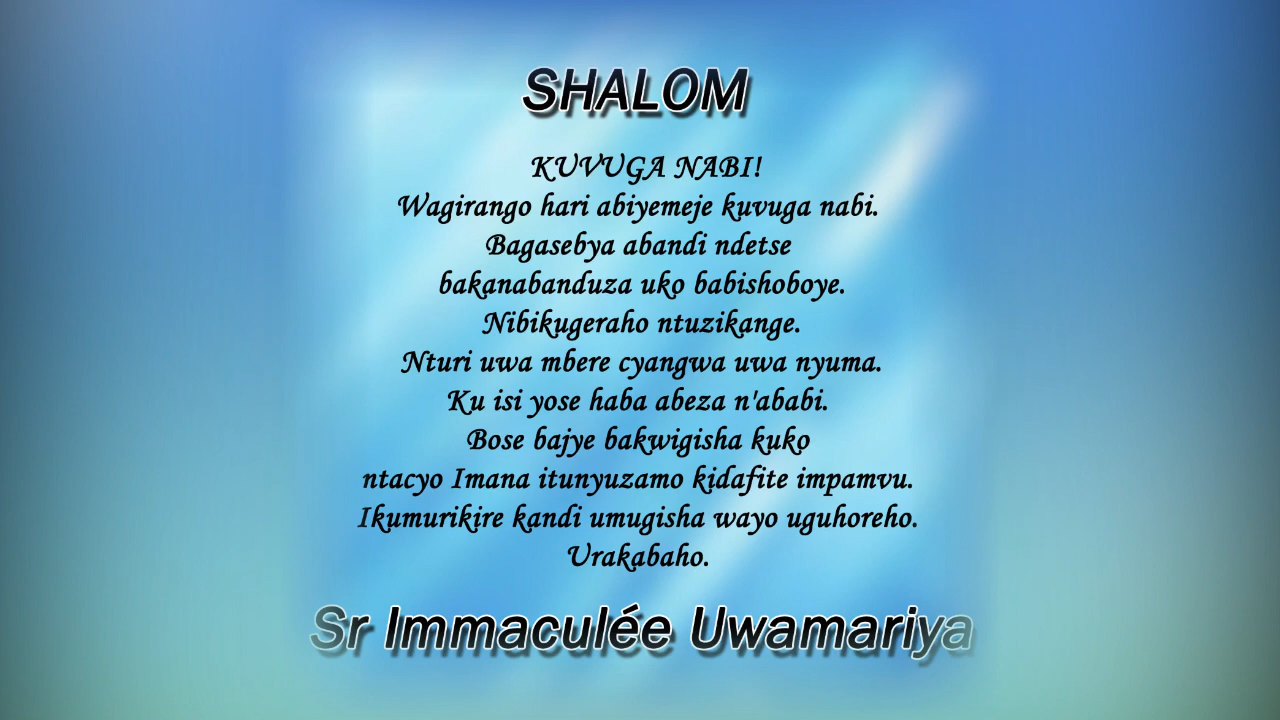 SHALOM
KUVUGA NABI!
Wagirango hari abiyemeje kuvuga nabi.
Bagasebya abandi ndetse
bakanabanduza uko babishoboye.
Nibikugeraho ntuzikange.
Nturi uwa mbere cyangwa uwa nyuma.
Ku isi yose haba abeza n'ababi.
Bose bajye bakwigisha kuko
ntacyo Imana itunyuzamo kidafite impamvu.
Ikumurikire kandi umugisha wayo uguhoreho.
Urakabaho.
Sr Immaculée Uwamariya